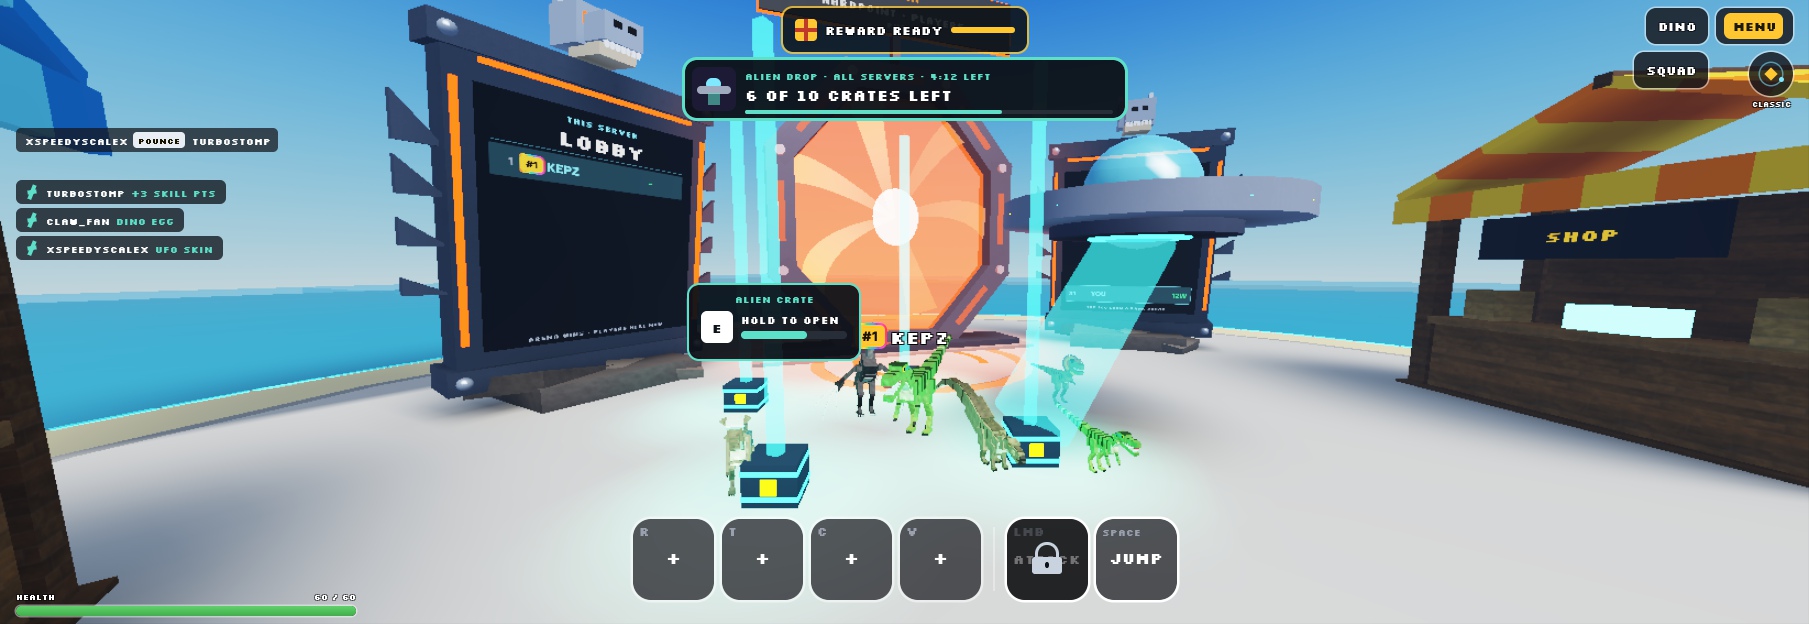 REWARD READY
ALIEN DROP · ALL SERVERS · 4:12 LEFT
6 OF 10 CRATES LEFT
DINO
MENU
SQUAD
CLASSIC
XSPEEDYSCALEX POUNCE TURBOSTOMP
TURBOSTOMP +3 SKILL PTS
CLAW_FAN DINO EGG
XSPEEDYSCALEX UFO SKIN
THIS SERVER
LOBBY
1 #1 KEPZ -
SHOP
YOU
ALIEN CRATE
E HOLD TO OPEN
#1 KEPZ
R +
T +
C +
V +
LMB
ATTACK
SPACE
JUMP
HEALTH 60 / 60